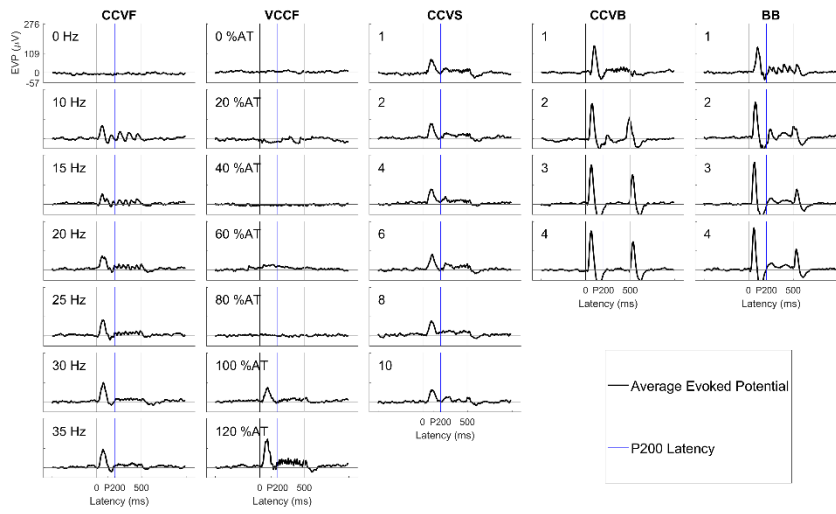 CCVF VCCF CCVS CCVB BB
EVP (μV)
276
109
0
-57
0 Hz 0 %AT 1 1 1
10 Hz 20 %AT 2 2 2
15 Hz 40 %AT 4 3 3
20 Hz 60 %AT 6 4 4
0 P200 500 0 P200 500
Latency (ms) Latency (ms)
25 Hz 80 %AT 8
30 Hz 100 %AT 10
0 P200 500
Latency (ms)
35 Hz 120 %AT
0 P200 500 0 P200 500
Latency (ms) Latency (ms)
Average Evoked Potential
P200 Latency